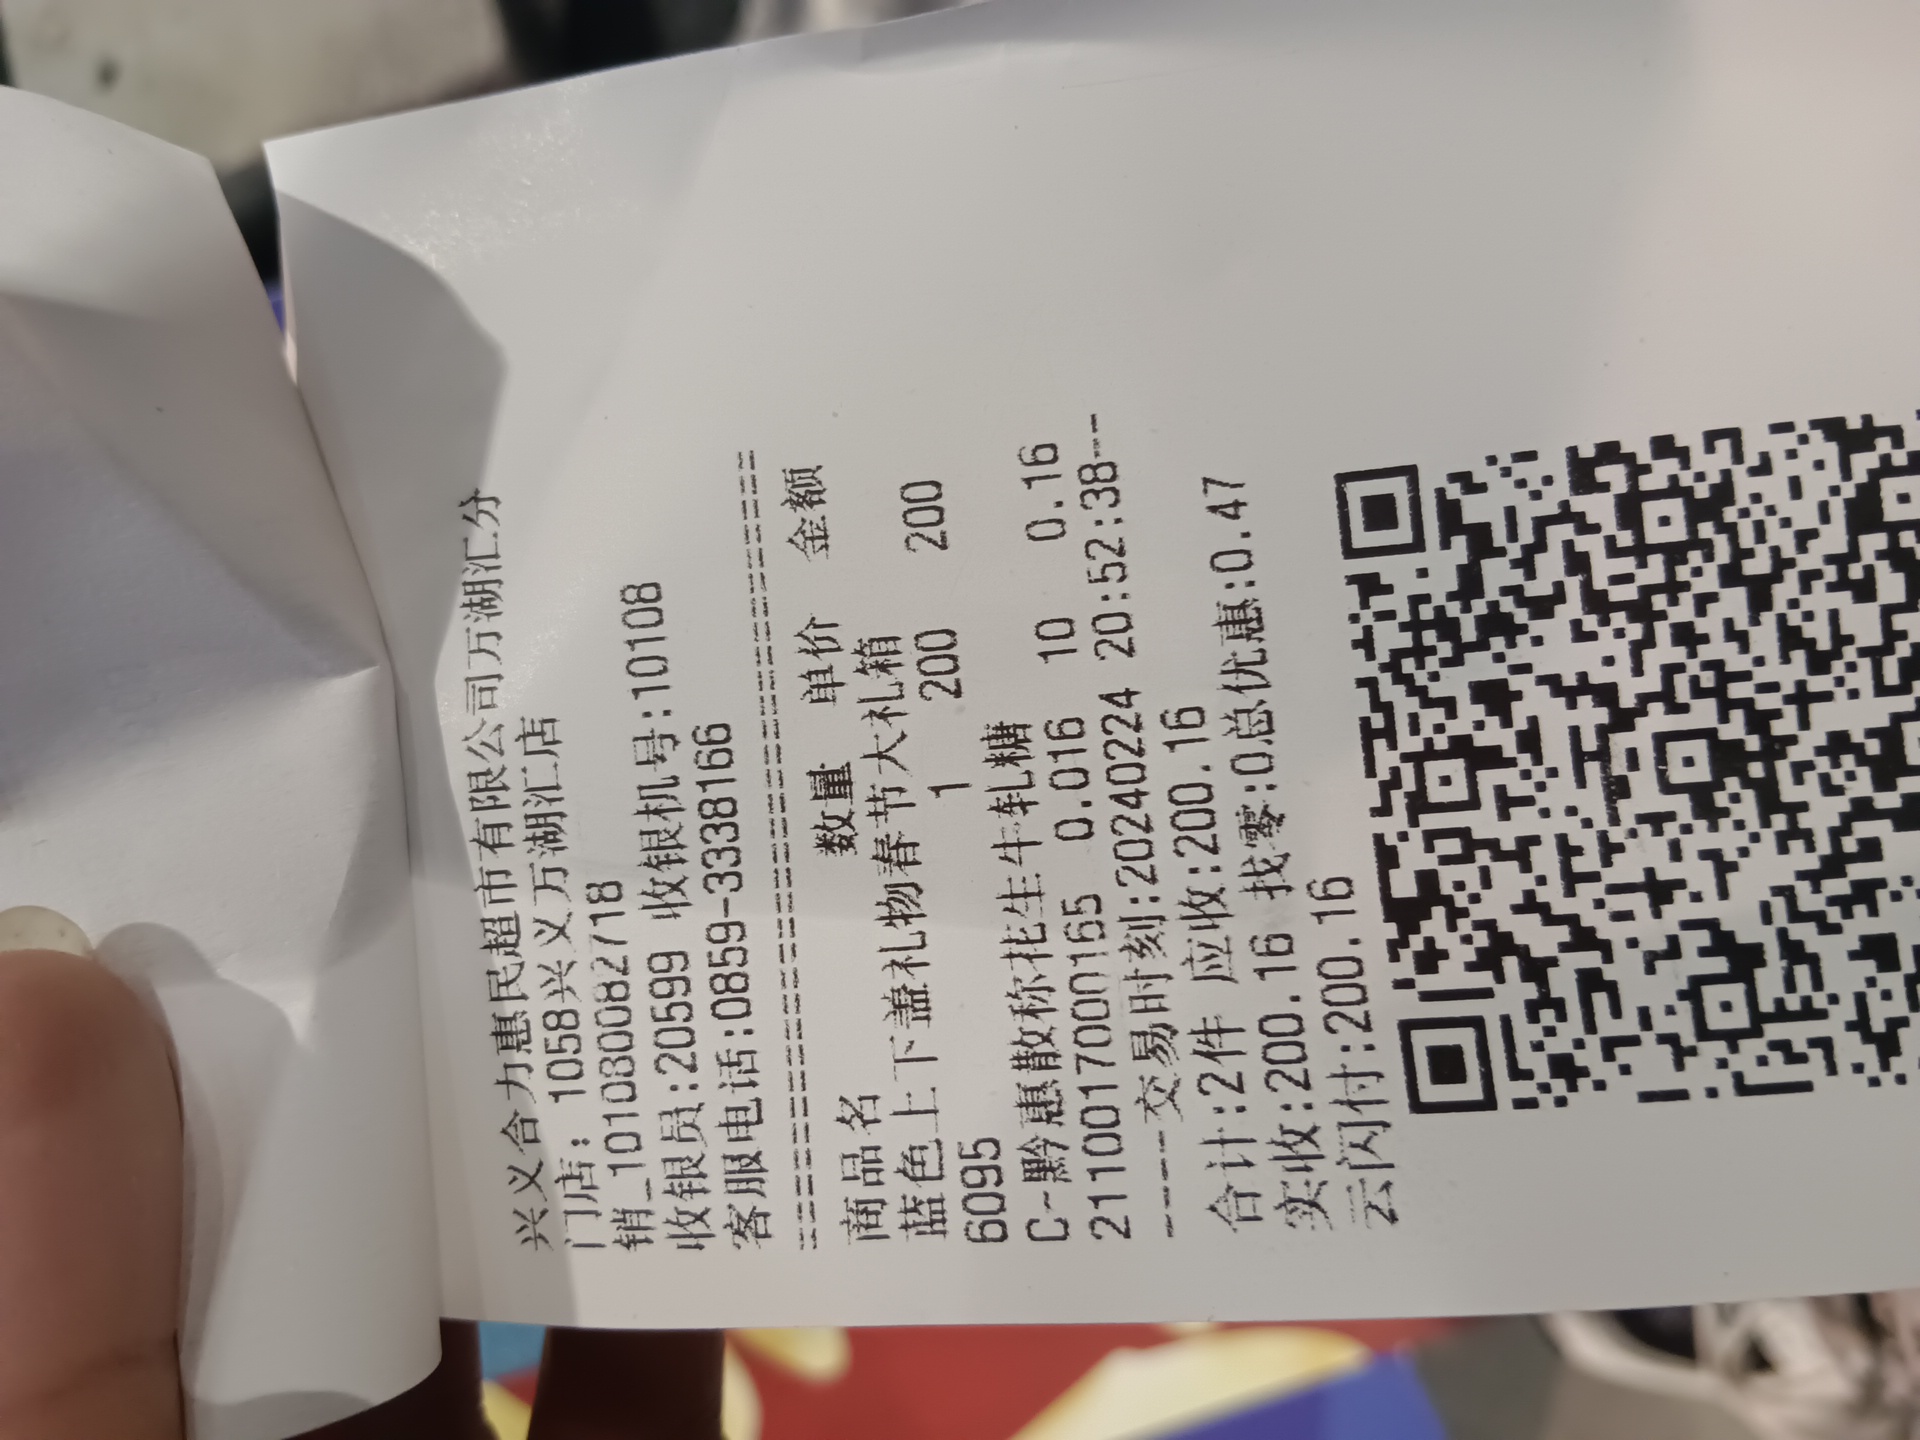 兴义合力惠民超市有限公司万湖汇分
门店：1058兴义万湖汇店
销_101080082718
收银员:20599 收银机号:10108
客服电话:0859-3338166
================================
商品名 数量 单价 金额
蓝色上下盖礼物春节大礼箱
6095 1 200 200
C-黔惠散称花生牛轧糖
2110017000165 0.016 10 0.16
----交易时刻:20240224 20:52:38---
合计:2件 应收:200.16
实收:200.16 找零:0总优惠:0.47
云闪付:200.16